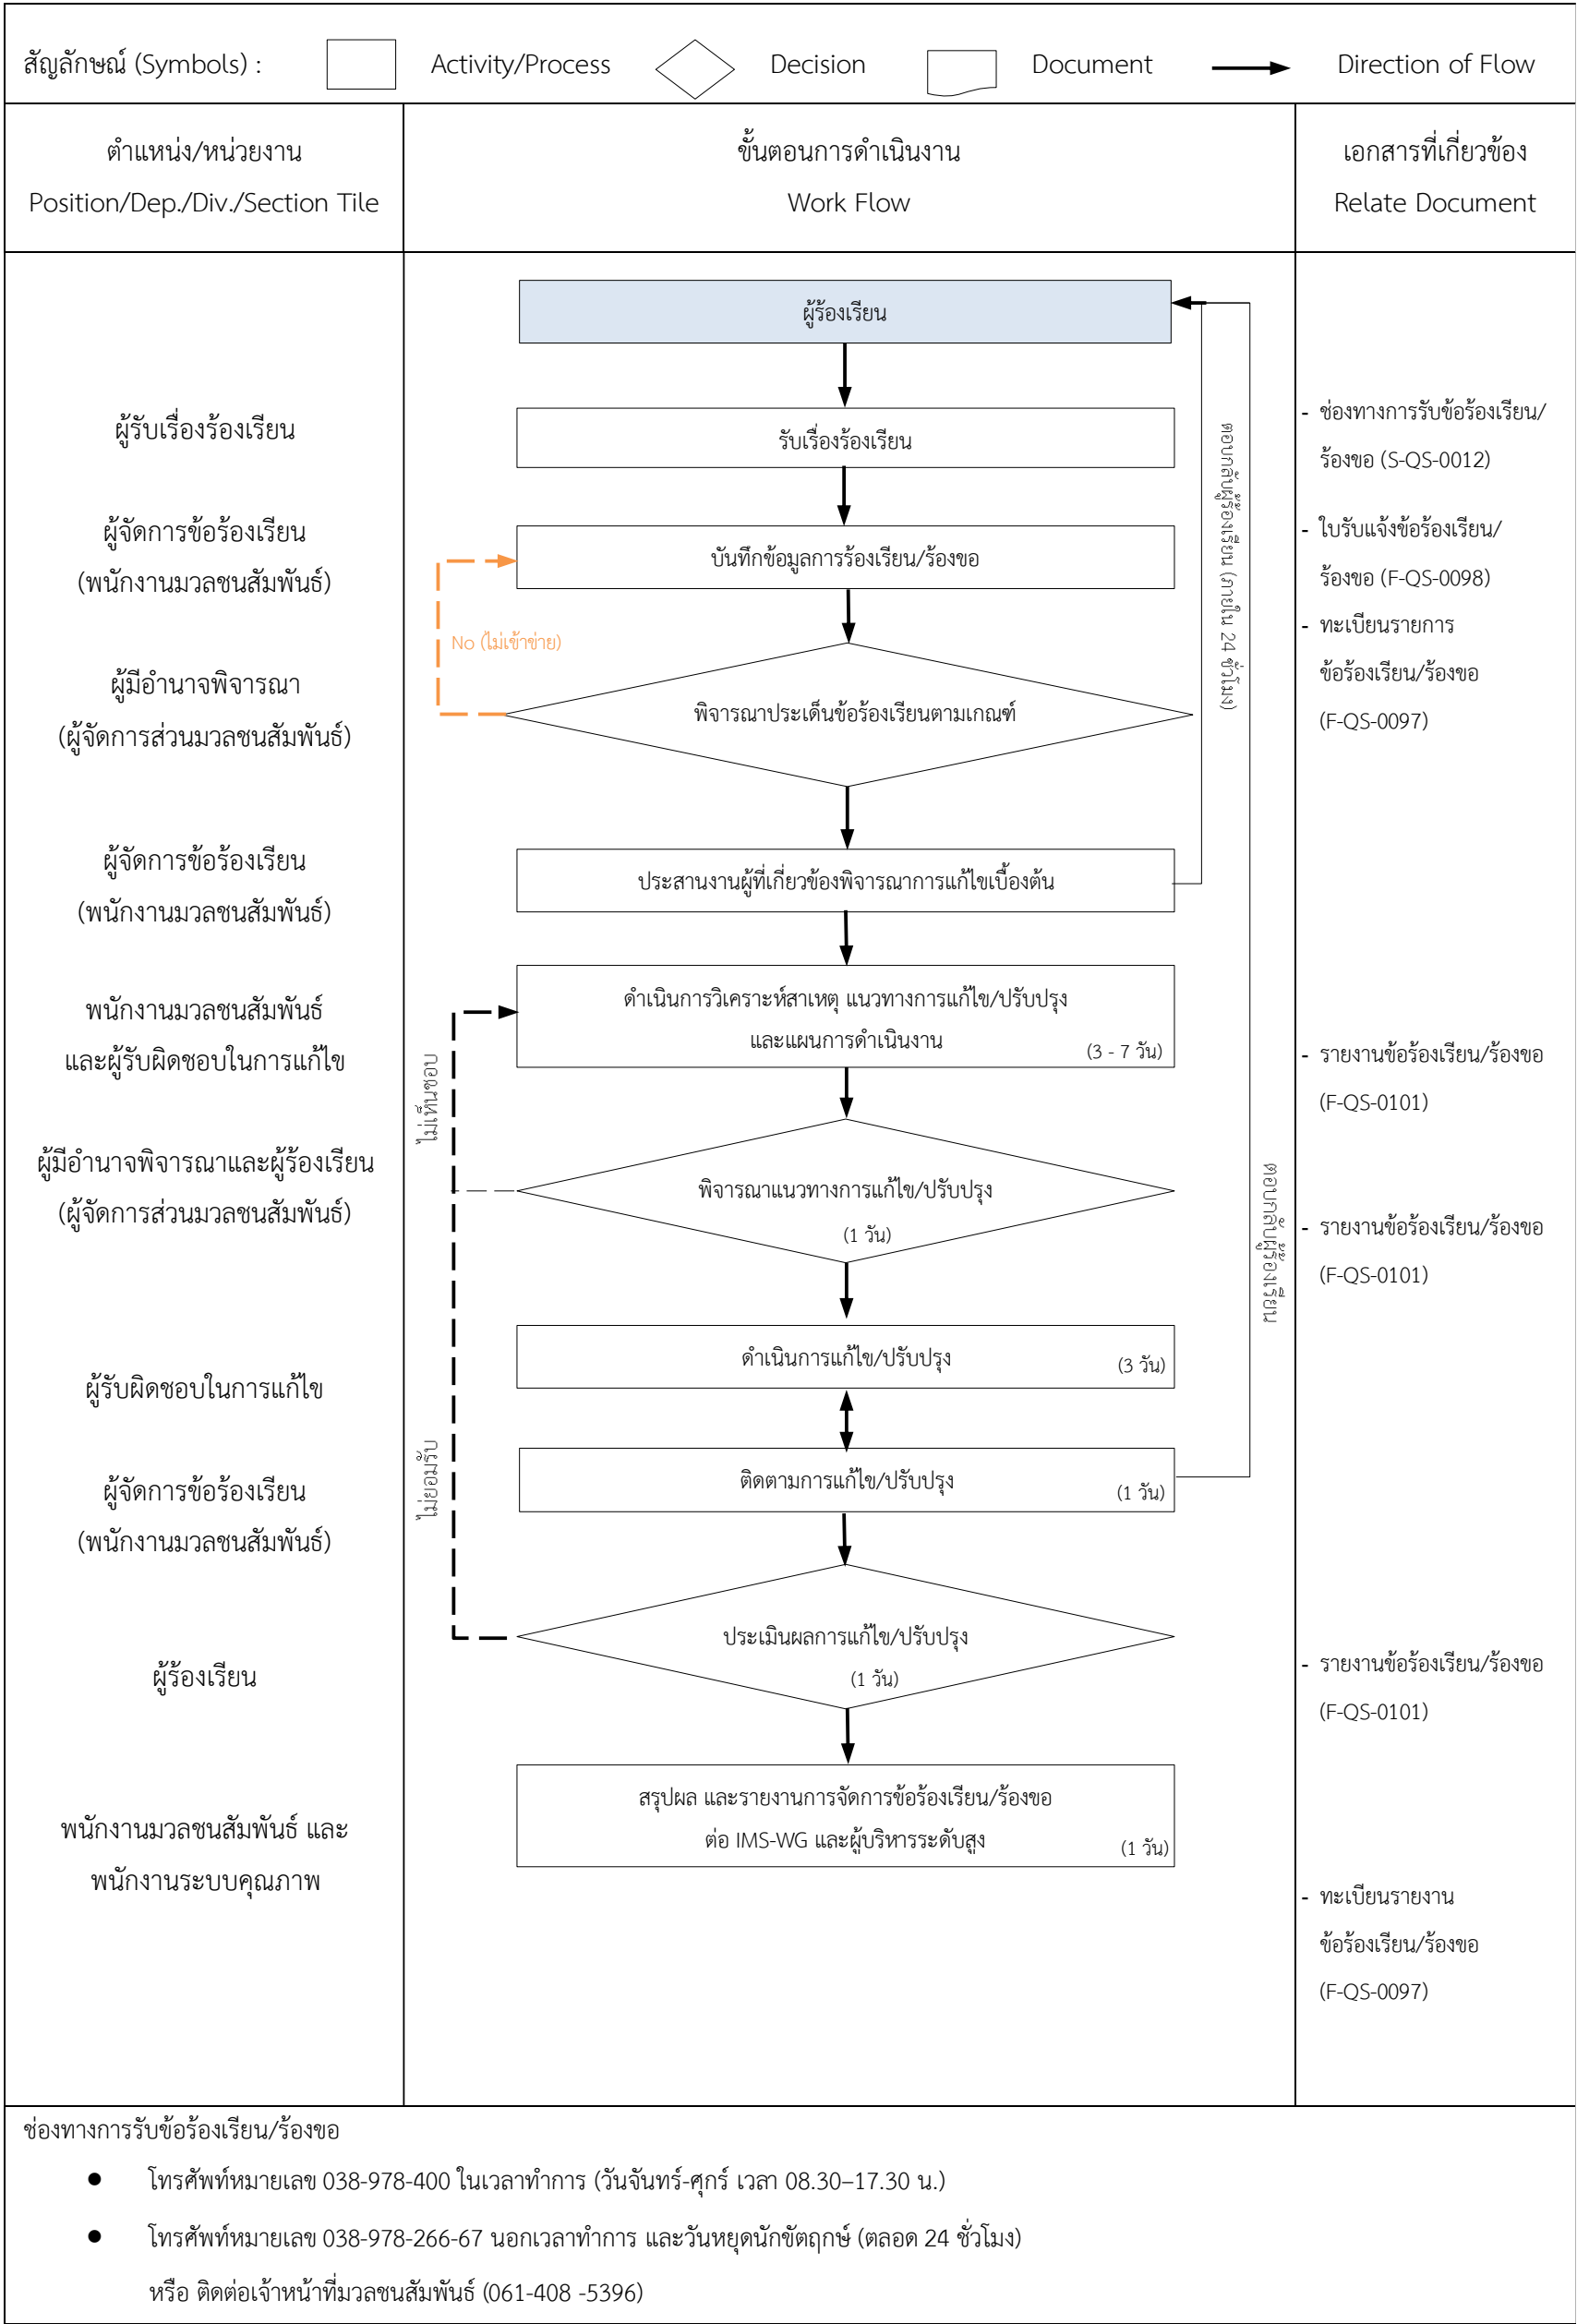 สัญลักษณ์ (Symbols) : Activity/Process Decision Document Direction of Flow
ตำแหน่ง/หน่วยงาน
Position/Dep./Div./Section Tile
ขั้นตอนการดำเนินงาน
Work Flow
เอกสารที่เกี่ยวข้อง
Relate Document
ผู้ร้องเรียน
ผู้รับเรื่องร้องเรียน
รับเรื่องร้องเรียน
- ช่องทางการรับข้อร้องเรียน/
ร้องขอ (S-QS-0012)
ผู้จัดการข้อร้องเรียน
(พนักงานมวลชนสัมพันธ์)
บันทึกข้อมูลการร้องเรียน/ร้องขอ
- ใบรับแจ้งข้อร้องเรียน/
ร้องขอ (F-QS-0098)
- ทะเบียนรายการ
ข้อร้องเรียน/ร้องขอ
(F-QS-0097)
No (ไม่เข้าข่าย)
ตอบกลับผู้ร้องเรียน (ภายใน 24 ชั่วโมง)
ผู้มีอำนาจพิจารณา
(ผู้จัดการส่วนมวลชนสัมพันธ์)
พิจารณาประเด็นข้อร้องเรียนตามเกณฑ์
ผู้จัดการข้อร้องเรียน
(พนักงานมวลชนสัมพันธ์)
ประสานงานผู้ที่เกี่ยวข้องพิจารณาการแก้ไขเบื้องต้น
พนักงานมวลชนสัมพันธ์
และผู้รับผิดชอบในการแก้ไข
ดำเนินการวิเคราะห์สาเหตุ แนวทางการแก้ไข/ปรับปรุง
และแผนการดำเนินงาน
(3 - 7 วัน)
- รายงานข้อร้องเรียน/ร้องขอ
(F-QS-0101)
ไม่เห็นชอบ
ผู้มีอำนาจพิจารณาและผู้ร้องเรียน
(ผู้จัดการส่วนมวลชนสัมพันธ์)
พิจารณาแนวทางการแก้ไข/ปรับปรุง
(1 วัน)
ตอบกลับผู้ร้องเรียน
- รายงานข้อร้องเรียน/ร้องขอ
(F-QS-0101)
ผู้รับผิดชอบในการแก้ไข
ดำเนินการแก้ไข/ปรับปรุง
(3 วัน)
ไม่ยอมรับ
ผู้จัดการข้อร้องเรียน
(พนักงานมวลชนสัมพันธ์)
ติดตามการแก้ไข/ปรับปรุง
(1 วัน)
ผู้ร้องเรียน
ประเมินผลการแก้ไข/ปรับปรุง
(1 วัน)
- รายงานข้อร้องเรียน/ร้องขอ
(F-QS-0101)
พนักงานมวลชนสัมพันธ์ และ
พนักงานระบบคุณภาพ
สรุปผล และรายงานการจัดการข้อร้องเรียน/ร้องขอ
ต่อ IMS-WG และผู้บริหารระดับสูง
(1 วัน)
- ทะเบียนรายงาน
ข้อร้องเรียน/ร้องขอ
(F-QS-0097)
ช่องทางการรับข้อร้องเรียน/ร้องขอ
● โทรศัพท์หมายเลข 038-978-400 ในเวลาทำการ (วันจันทร์-ศุกร์ เวลา 08.30–17.30 น.)
● โทรศัพท์หมายเลข 038-978-266-67 นอกเวลาทำการ และวันหยุดนักขัตฤกษ์ (ตลอด 24 ชั่วโมง)
หรือ ติดต่อเจ้าหน้าที่มวลชนสัมพันธ์ (061-408 -5396)